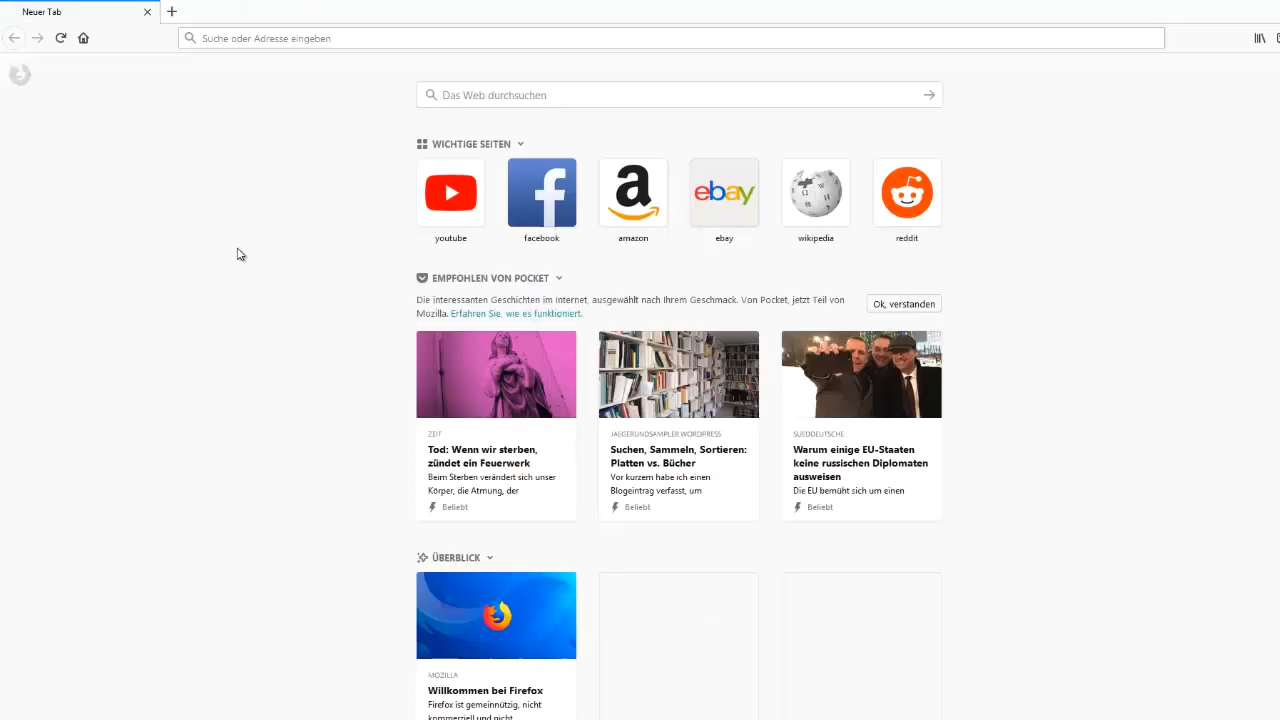 Neuer Tab
Suche oder Adresse eingeben
Das Web durchsuchen
WICHTIGE SEITEN
ebay
youtube
facebook
amazon
ebay
wikipedia
reddit
EMPFOHLEN VON POCKET
Die interessanten Geschichten im Internet, ausgewählt nach Ihrem Geschmack. Von Pocket, jetzt Teil von
Mozilla. Erfahren Sie, wie es funktioniert.
Ok, verstanden
ZEIT
Tod: Wenn wir sterben,
zündet ein Feuerwerk
Beim Sterben verändert sich unser
Körper, die Atmung, der
Beliebt
JAEGERUNDSAMPLER.WORDPRESS
Suchen, Sammeln, Sortieren:
Platten vs. Bücher
Vor kurzem habe ich einen
Blogeintrag verfasst, um
Beliebt
SUEDDEUTSCHE
Warum einige EU-Staaten
keine russischen Diplomaten
ausweisen
Die EU bemüht sich um einen
Beliebt
ÜBERBLICK
MOZILLA
Willkommen bei Firefox
Firefox ist gemeinnützig, nicht
kommerziell und nicht